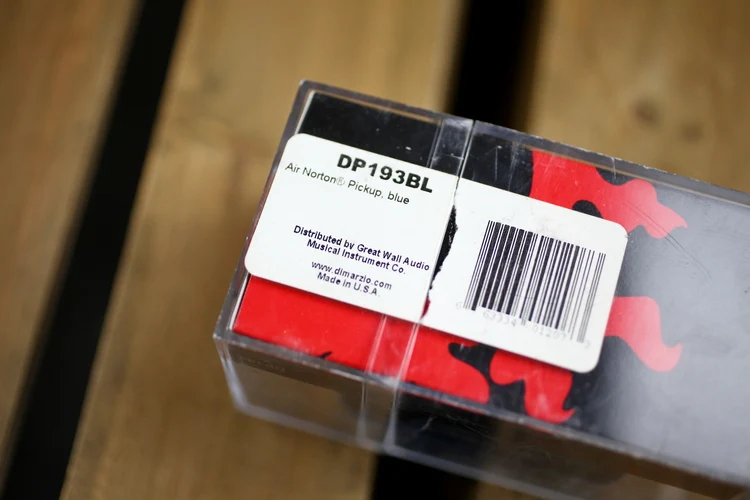 DP193BL
Air Norton® Pickup, blue
Distributed by Great Wall Audio
Musical Instrument Co.
www.dimarzio.com
Made in U.S.A.